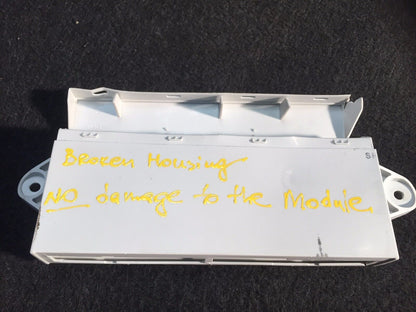 Broken Housing
NO damage to the Module.